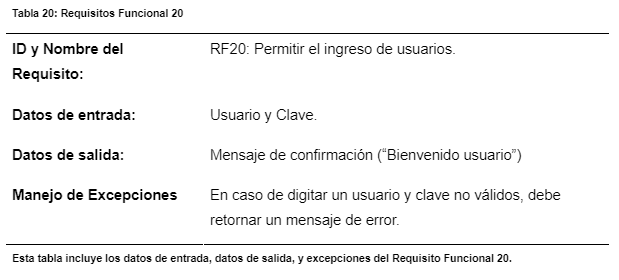 Tabla 20: Requisitos Funcional 20
ID y Nombre del RF20: Permitir el ingreso de usuarios.
Requisito:
Datos de entrada: Usuario y Clave.
Datos de salida: Mensaje de confirmación (“Bienvenido usuario”)
Manejo de Excepciones En caso de digitar un usuario y clave no válidos, debe
retornar un mensaje de error.
Esta tabla incluye los datos de entrada, datos de salida, y excepciones del Requisito Funcional 20.